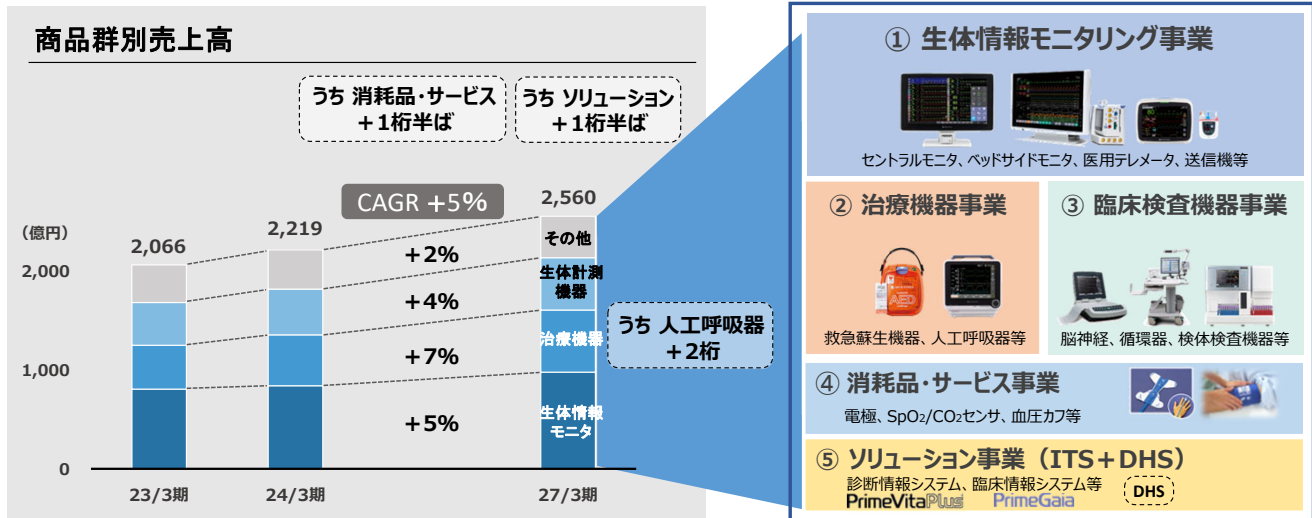 商品群別売上高
うち 消耗品・サービス
+1桁半ば
うち ソリューション
+1桁半ば
CAGR +5%
(億円)
2,066
2,219
2,560
2,000
1,000
0
+2%
+4%
+7%
+5%
その他
生体計測
機器
治療機器
生体情報
モニタ
うち 人工呼吸器
+2桁
23/3期
24/3期
27/3期
① 生体情報モニタリング事業
セントラルモニタ、ベッドサイドモニタ、医用テレメータ、送信機等
② 治療機器事業
AED
救急蘇生機器、人工呼吸器等
③ 臨床検査機器事業
脳神経、循環器、検体検査機器等
④ 消耗品・サービス事業
電極、SpO2/CO2センサ、血圧カフ等
⑤ ソリューション事業(ITS+DHS)
診断情報システム、臨床情報システム等
PrimeVitaPlus PrimeGaia
DHS